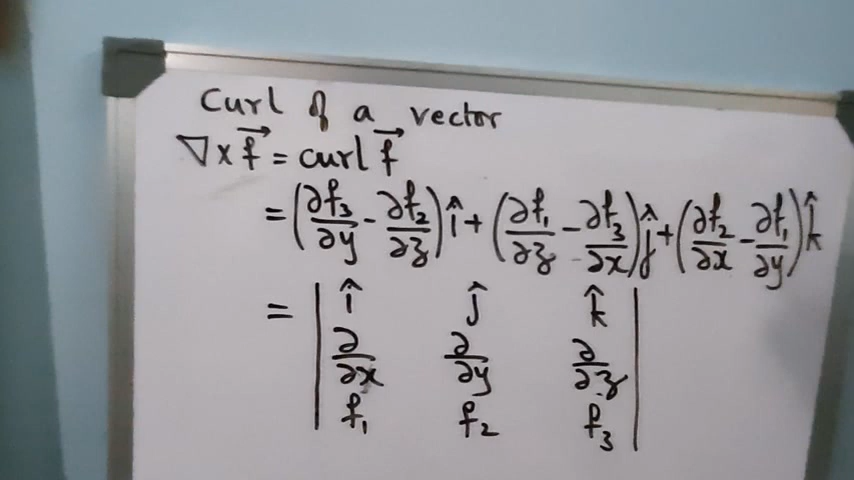 Curl of a vector
∇×f⃗ = curl f⃗
= (∂f₃/∂y - ∂f₂/∂z) î + (∂f₁/∂z - ∂f₃/∂x) ĵ + (∂f₂/∂x - ∂f₁/∂y) k̂
= | î ĵ k̂ |
| ∂/∂x ∂/∂y ∂/∂z |
| f₁ f₂ f₃ |